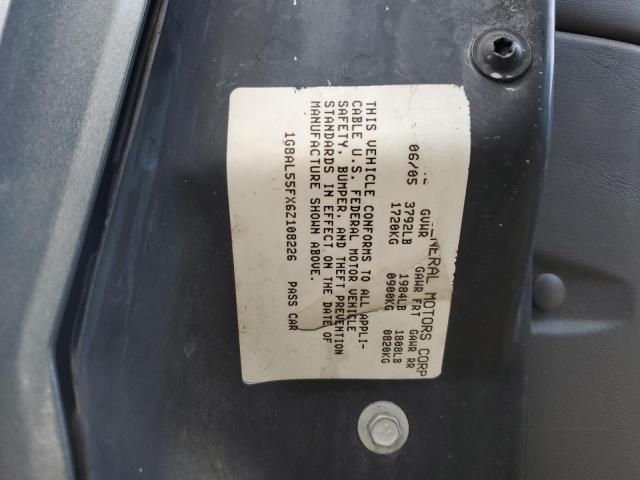 GENERAL MOTORS CORP
06/05 GVWR GAWR FRT GAWR RR
3792LB 1984LB 1808LB
1720KG 0900KG 0820KG
THIS VEHICLE CONFORMS TO ALL APPLI-
CABLE U.S. FEDERAL MOTOR VEHICLE
SAFETY, BUMPER, AND THEFT PREVENTION
STANDARDS IN EFFECT ON THE DATE OF
MANUFACTURE SHOWN ABOVE.
1G8AL55FX6Z108226 PASS CAR